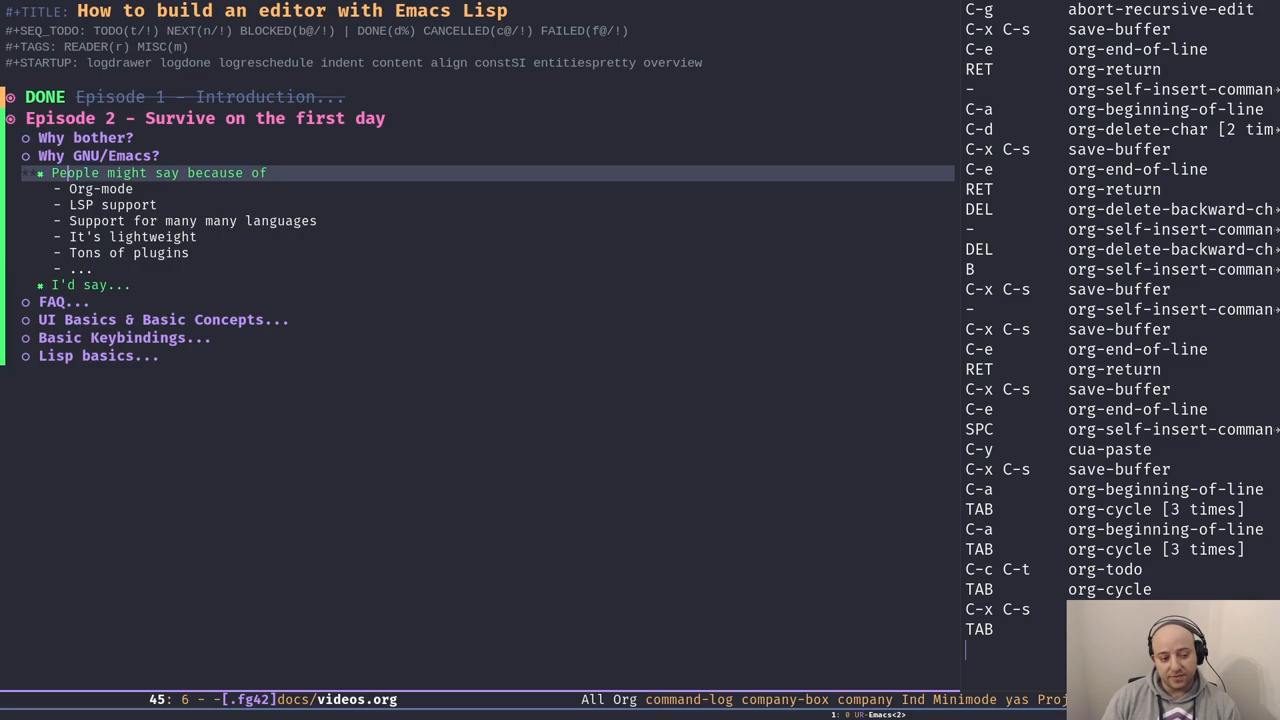 #+TITLE: How to build an editor with Emacs Lisp
#+SEQ_TODO: TODO(t/!) NEXT(n/!) BLOCKED(b@/!) | DONE(d%) CANCELLED(c@/!) FAILED(f@/!)
#+TAGS: READER(r) MISC(m)
#+STARTUP: logdrawer logdone logreschedule indent content align constSI entitiespretty overview
DONE Episode 1 - Introduction...
Episode 2 - Survive on the first day
Why bother?
Why GNU/Emacs?
People might say because of
- Org-mode
- LSP support
- Support for many many languages
- It's lightweight
- Tons of plugins
- ...
I'd say...
FAQ...
UI Basics & Basic Concepts...
Basic Keybindings...
Lisp basics...
45: 6 - -[.fg42]docs/videos.org All Org command-log company-box company Ind Minimode yas Proj
1: 0 UR-Emacs<2>
C-g abort-recursive-edit
C-x C-s save-buffer
C-e org-end-of-line
RET org-return
- org-self-insert-comman
C-a org-beginning-of-line
C-d org-delete-char [2 tim
C-x C-s save-buffer
C-e org-end-of-line
RET org-return
DEL org-delete-backward-ch
- org-self-insert-comman
DEL org-delete-backward-ch
B org-self-insert-comman
C-x C-s save-buffer
- org-self-insert-comman
C-x C-s save-buffer
C-e org-end-of-line
RET org-return
C-x C-s save-buffer
C-e org-end-of-line
SPC org-self-insert-comman
C-y cua-paste
C-x C-s save-buffer
C-a org-beginning-of-line
TAB org-cycle [3 times]
C-a org-beginning-of-line
TAB org-cycle [3 times]
C-c C-t org-todo
TAB org-cycle
C-x C-s
TAB